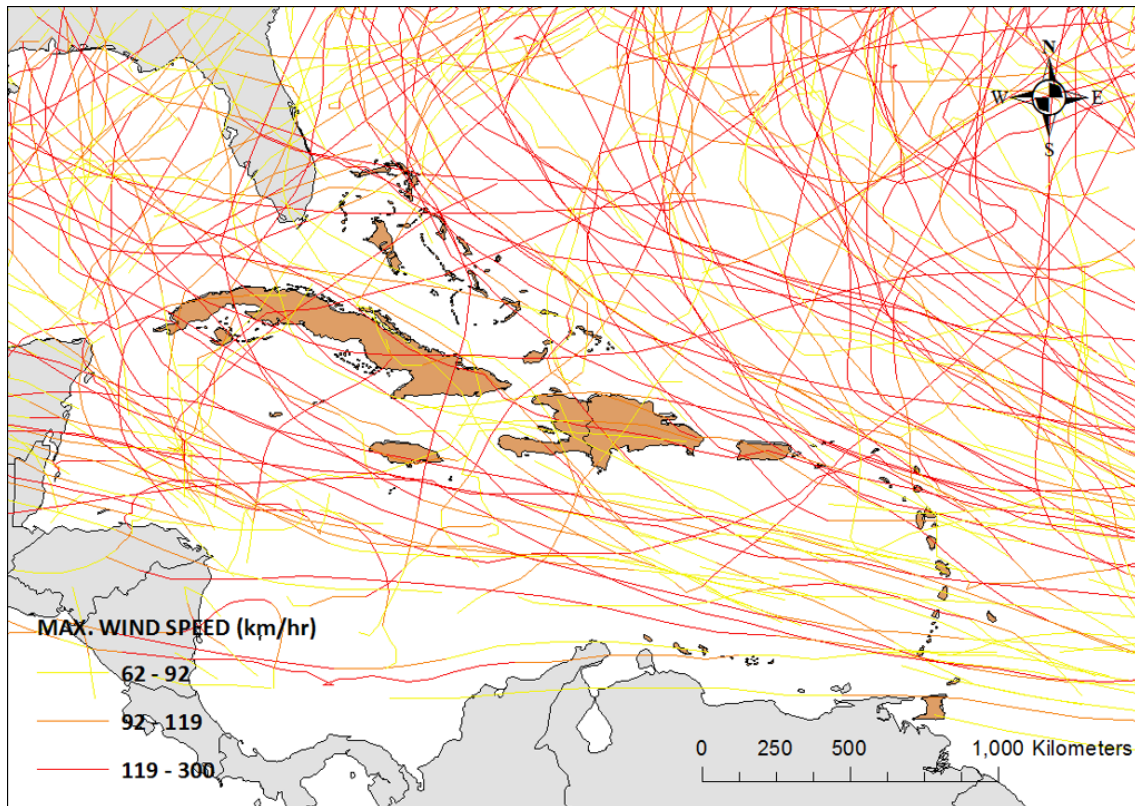 N
W E
S
MAX. WIND SPEED (km/hr)
62 - 92
92 - 119
119 - 300
0 250 500 1,000 Kilometers